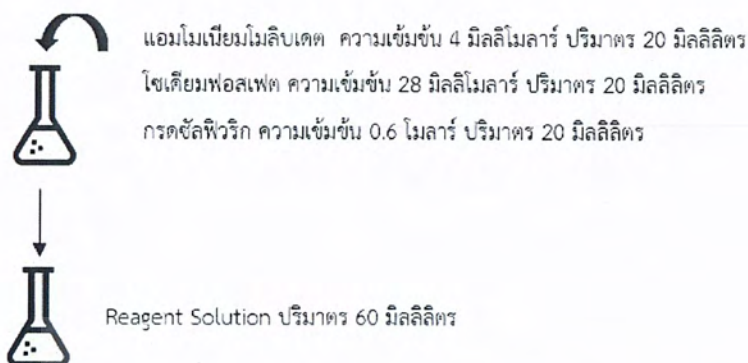 แอมโมเนียมโมลิบเดต ความเข้มข้น 4 มิลลิโมลาร์ ปริมาตร 20 มิลลิลิตร
โซเดียมฟอสเฟต ความเข้มข้น 28 มิลลิโมลาร์ ปริมาตร 20 มิลลิลิตร
กรดซัลฟิวริก ความเข้มข้น 0.6 โมลาร์ ปริมาตร 20 มิลลิลิตร
Reagent Solution ปริมาตร 60 มิลลิลิตร